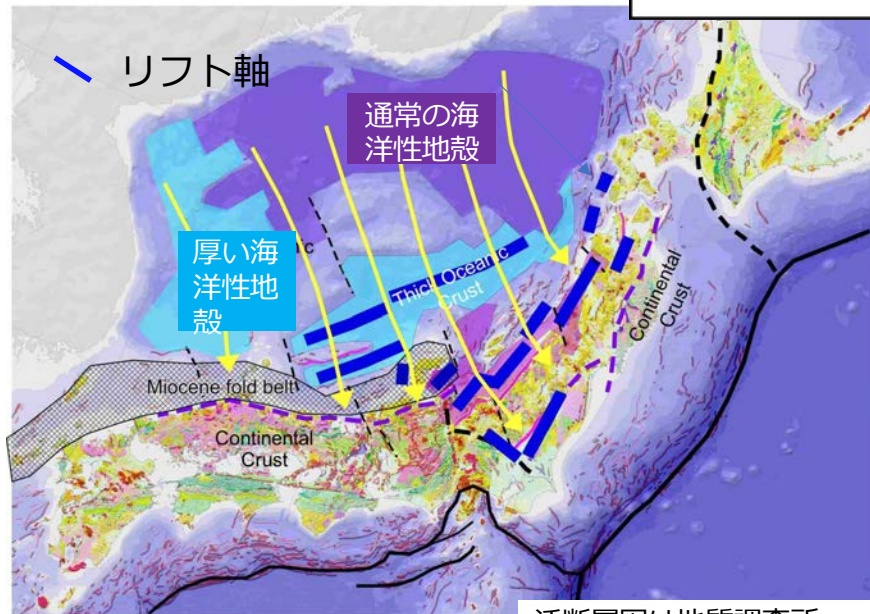 リフト軸
通常の海
洋性地殻
厚い海
洋性地
殻
ic
Thick Oceanic
Crust
Continental
Crust
Miocene fold belt
Continental
Crust